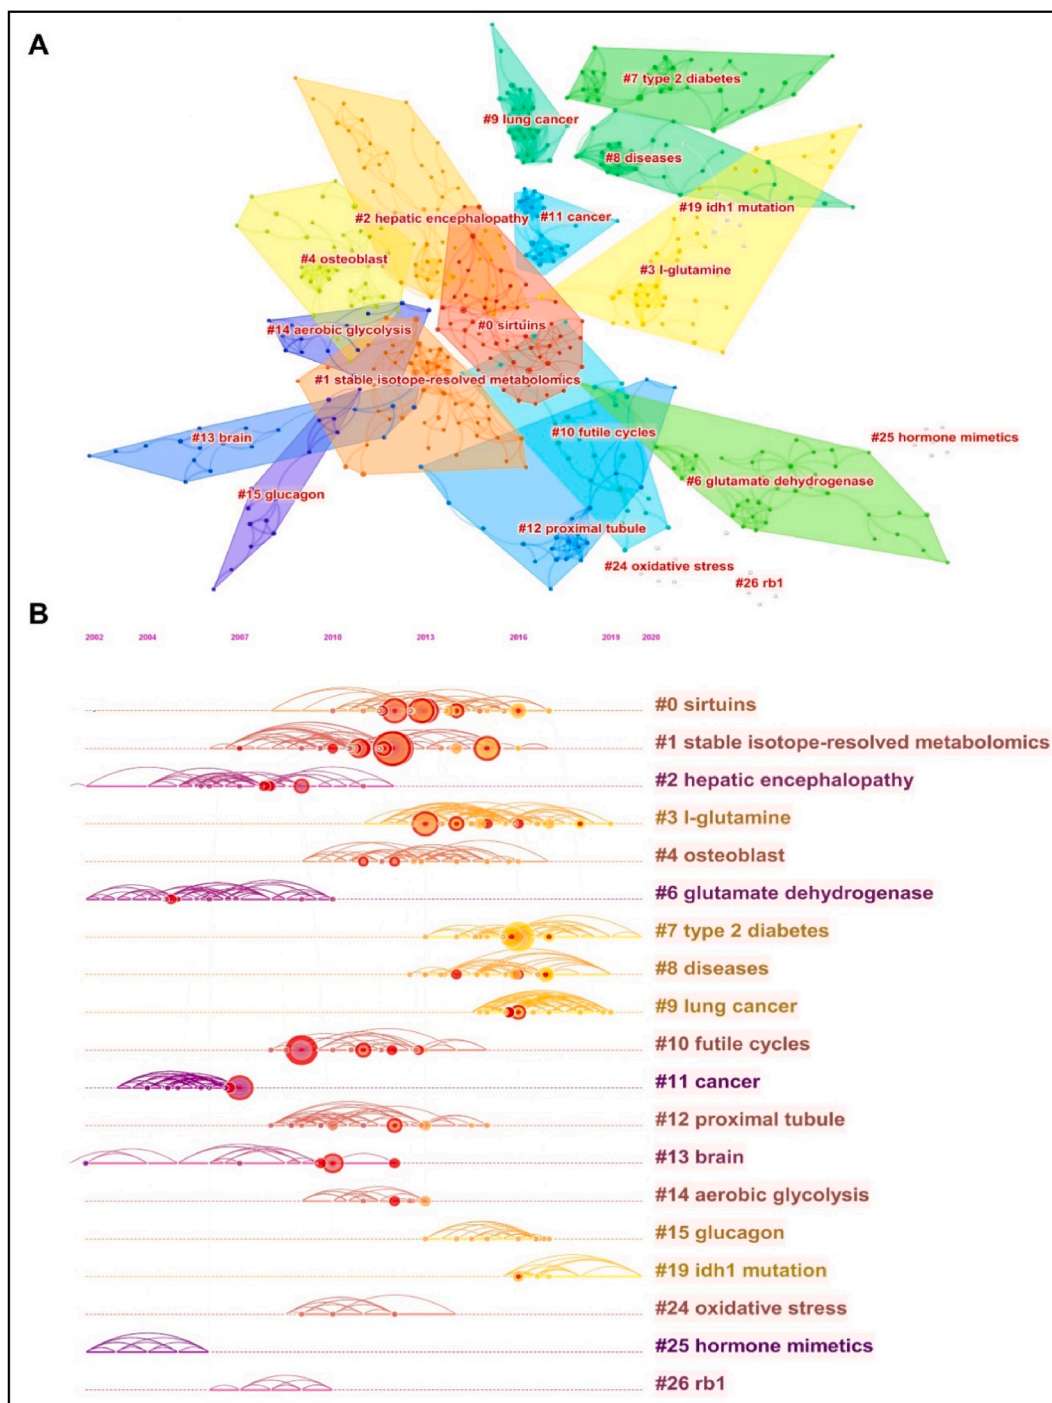 A
#7 type 2 diabetes
#9 lung cancer
#8 diseases
#19 idh1 mutation
#2 hepatic encephalopathy
#11 cancer
#4 osteoblast
#3 l-glutamine
#0 sirtuins
#14 aerobic glycolysis
#1 stable isotope-resolved metabolomics
#13 brain
#10 futile cycles
#25 hormone mimetics
#6 glutamate dehydrogenase
#15 glucagon
#12 proximal tubule
#24 oxidative stress
#26 rb1
B
2002 2004 2007 2010 2013 2016 2019 2020
#0 sirtuins
#1 stable isotope-resolved metabolomics
#2 hepatic encephalopathy
#3 l-glutamine
#4 osteoblast
#6 glutamate dehydrogenase
#7 type 2 diabetes
#8 diseases
#9 lung cancer
#10 futile cycles
#11 cancer
#12 proximal tubule
#13 brain
#14 aerobic glycolysis
#15 glucagon
#19 idh1 mutation
#24 oxidative stress
#25 hormone mimetics
#26 rb1